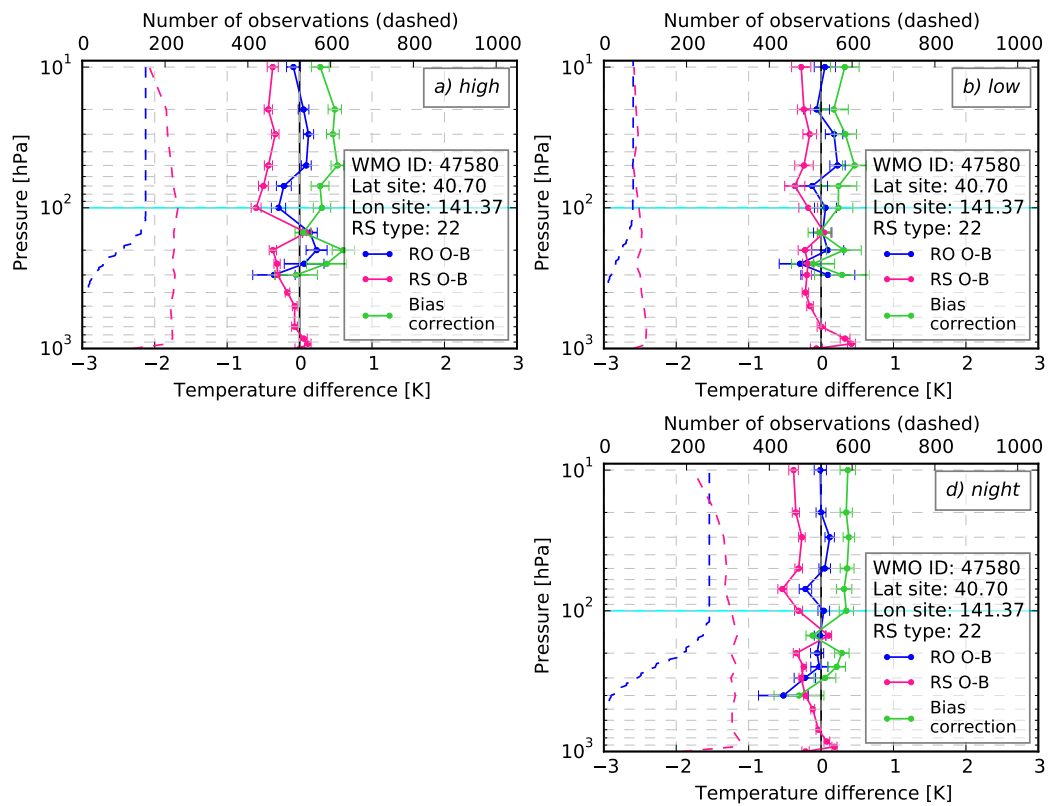 Number of observations (dashed)
0 200 400 600 800 1000
10¹
10²
10³
Pressure [hPa]
a) high
WMO ID: 47580
Lat site: 40.70
Lon site: 141.37
RS type: 22
RO O-B
RS O-B
Bias
correction
−3 −2 −1 0 1 2 3
Temperature difference [K]
Number of observations (dashed)
0 200 400 600 800 1000
10¹
10²
10³
Pressure [hPa]
b) low
WMO ID: 47580
Lat site: 40.70
Lon site: 141.37
RS type: 22
RO O-B
RS O-B
Bias
correction
−3 −2 −1 0 1 2 3
Temperature difference [K]
Number of observations (dashed)
0 200 400 600 800 1000
10¹
10²
10³
Pressure [hPa]
d) night
WMO ID: 47580
Lat site: 40.70
Lon site: 141.37
RS type: 22
RO O-B
RS O-B
Bias
correction
−3 −2 −1 0 1 2 3
Temperature difference [K]